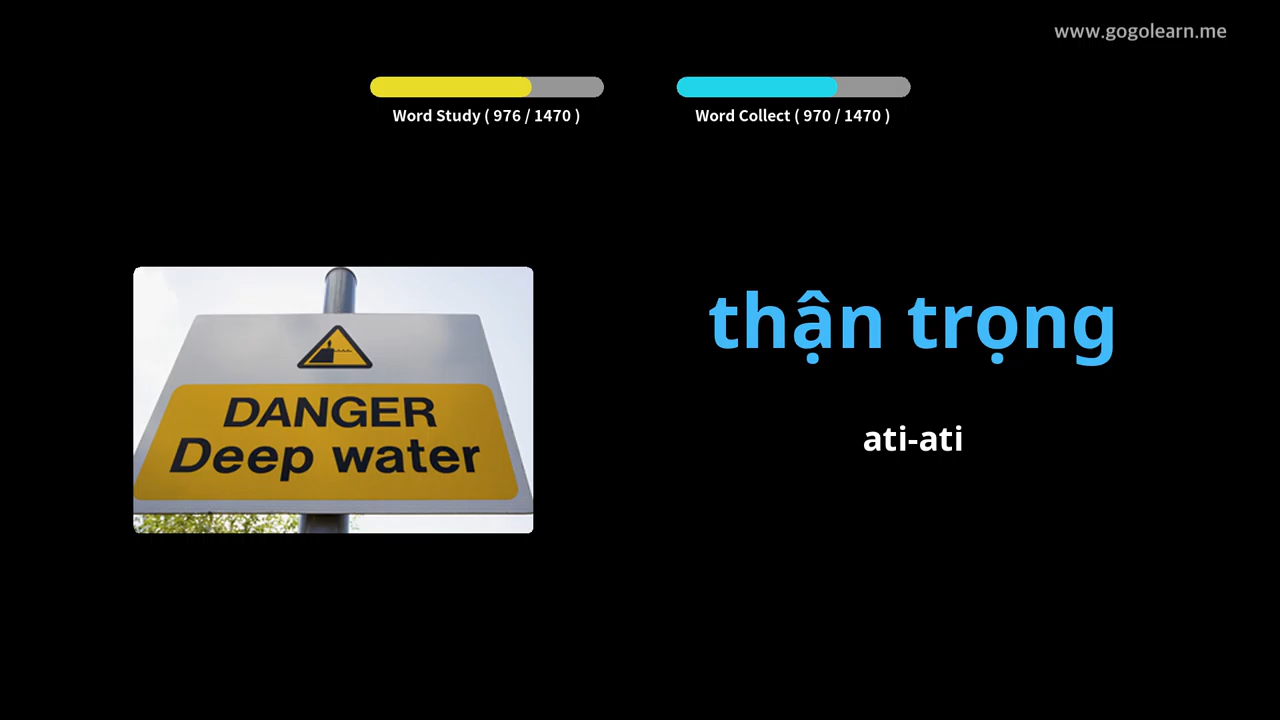 www.gogolearn.me
Word Study ( 976 / 1470 )
Word Collect ( 970 / 1470 )
DANGER
Deep water
thận trọng
ati-ati